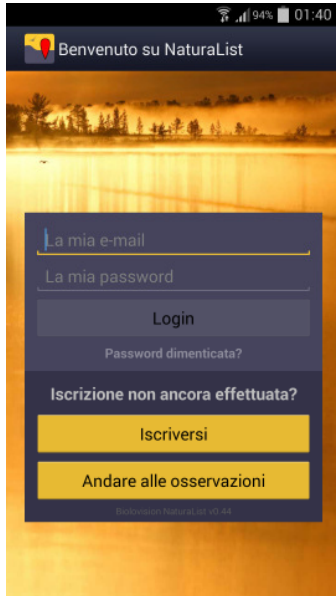 94% 01:40
Benvenuto su NaturaList
La mia e-mail
La mia password
Login
Password dimenticata?
Iscrizione non ancora effettuata?
Iscriversi
Andare alle osservazioni
Biolovision NaturaList v0.44